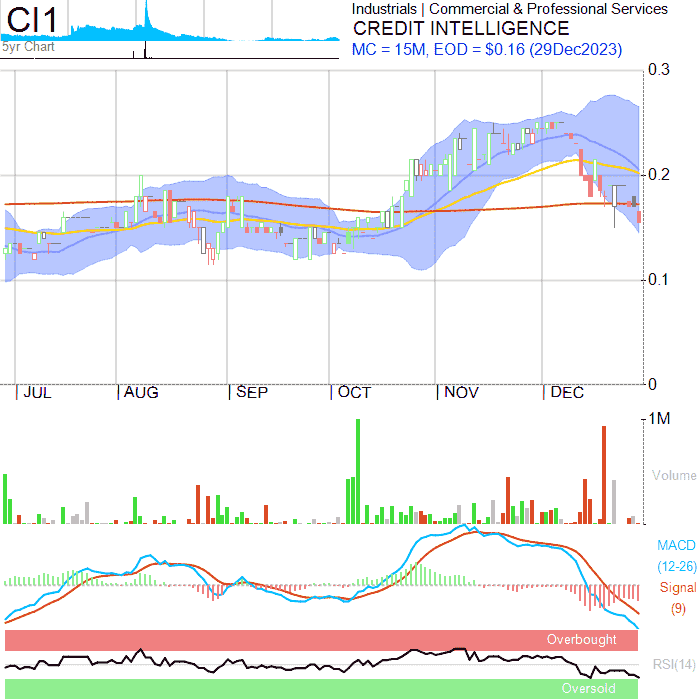 CI1
5yr Chart
Industrials | Commercial & Professional Services
CREDIT INTELLIGENCE
MC = 15M, EOD = $0.16 (29Dec2023)
0.3
0.2
0.1
0
JUL AUG SEP OCT NOV DEC
1M
Volume
MACD
(12-26)
Signal
(9)
Overbought
RSI(14)
Oversold